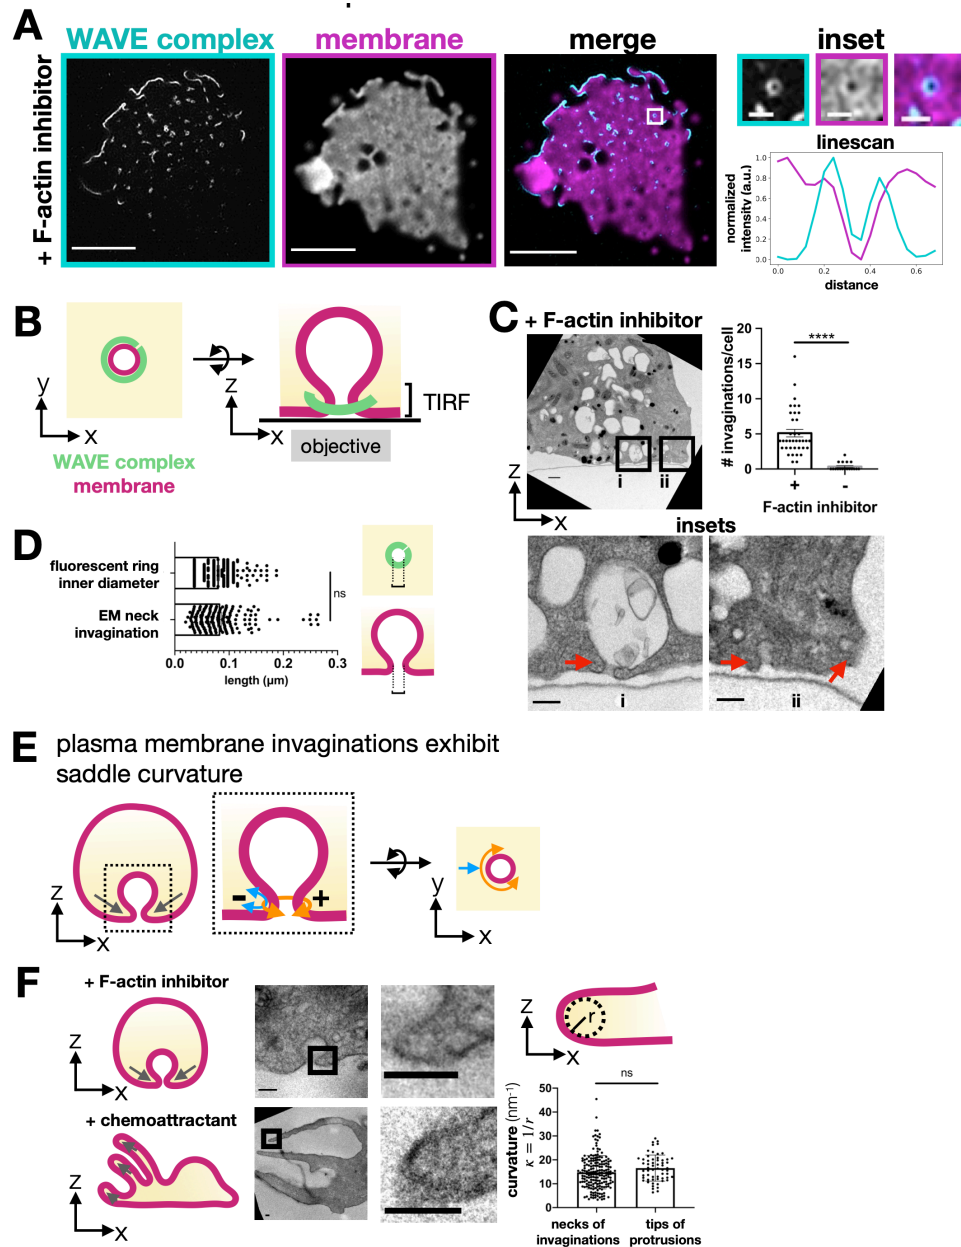 A
WAVE complex
membrane
merge
inset
+ F-actin inhibitor
linescan
normalized
intensity (a.u.)
1.0
0.8
0.6
0.4
0.2
0.0
0.0 0.2 0.4 0.6
distance
B
y
x
z
x
TIRF
objective
WAVE complex
membrane
C
+ F-actin inhibitor
i
ii
z
x
# invaginations/cell
20
15
10
5
0
****
+ -
F-actin inhibitor
insets
i
ii
D
fluorescent ring
inner diameter
EM neck
invagination
ns
0.0 0.1 0.2 0.3
length (µm)
E
plasma membrane invaginations exhibit
saddle curvature
z
x
- +
y
x
F
+ F-actin inhibitor
z
x
+ chemoattractant
z
x
z
x
r
curvature (nm⁻¹)
κ = 1/r
50
40
30
20
10
0
ns
necks of
invaginations
tips of
protrusions